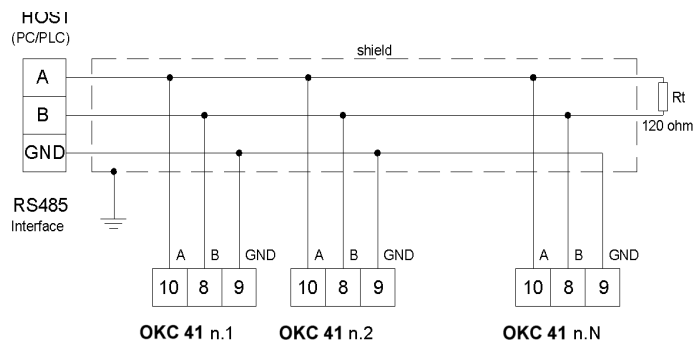 HOST
(PC/PLC)
shield
A
B
GND
Rt
120 ohm
RS485
Interface
A B GND
A B GND
A B GND
10 8 9
10 8 9
10 8 9
OKC 41 n.1
OKC 41 n.2
OKC 41 n.N